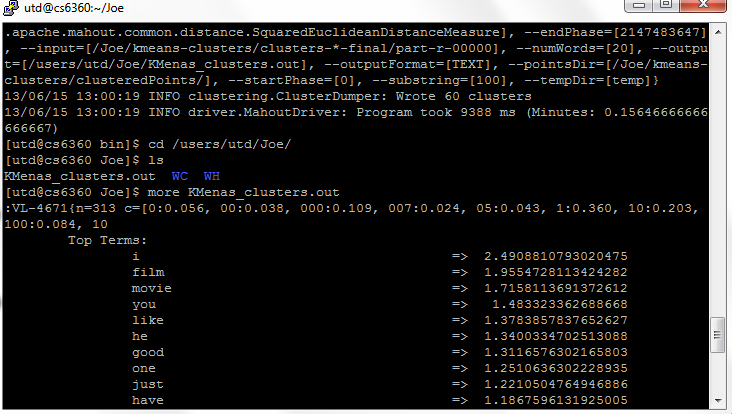 utd@cs6360:~/Joe
.apache.mahout.common.distance.SquaredEuclideanDistanceMeasure], --endPhase=[2147483647]
, --input=[/Joe/kmeans-clusters/clusters-*-final/part-r-00000], --numWords=[20], --outpu
t=[/users/utd/Joe/KMenas_clusters.out], --outputFormat=[TEXT], --pointsDir=[/Joe/kmeans-
clusters/clusteredPoints/], --startPhase=[0], --substring=[100], --tempDir=[temp]}
13/06/15 13:00:19 INFO clustering.ClusterDumper: Wrote 60 clusters
13/06/15 13:00:19 INFO driver.MahoutDriver: Program took 9388 ms (Minutes: 0.15646666666
666667)
[utd@cs6360 bin]$ cd /users/utd/Joe/
[utd@cs6360 Joe]$ ls
KMenas_clusters.out  WC  WH
[utd@cs6360 Joe]$ more KMenas_clusters.out
:VL-4671{n=313 c=[0:0.056, 00:0.038, 000:0.109, 007:0.024, 05:0.043, 1:0.360, 10:0.203,
100:0.084, 10
Top Terms:
i => 2.4908810793020475
film => 1.9554728113424282
movie => 1.7158113691372612
you => 1.483323362688668
like => 1.3783857837652627
he => 1.3400334702513088
good => 1.3116576302165803
one => 1.2510636302228935
just => 1.2210504764946886
have => 1.1867596131925005